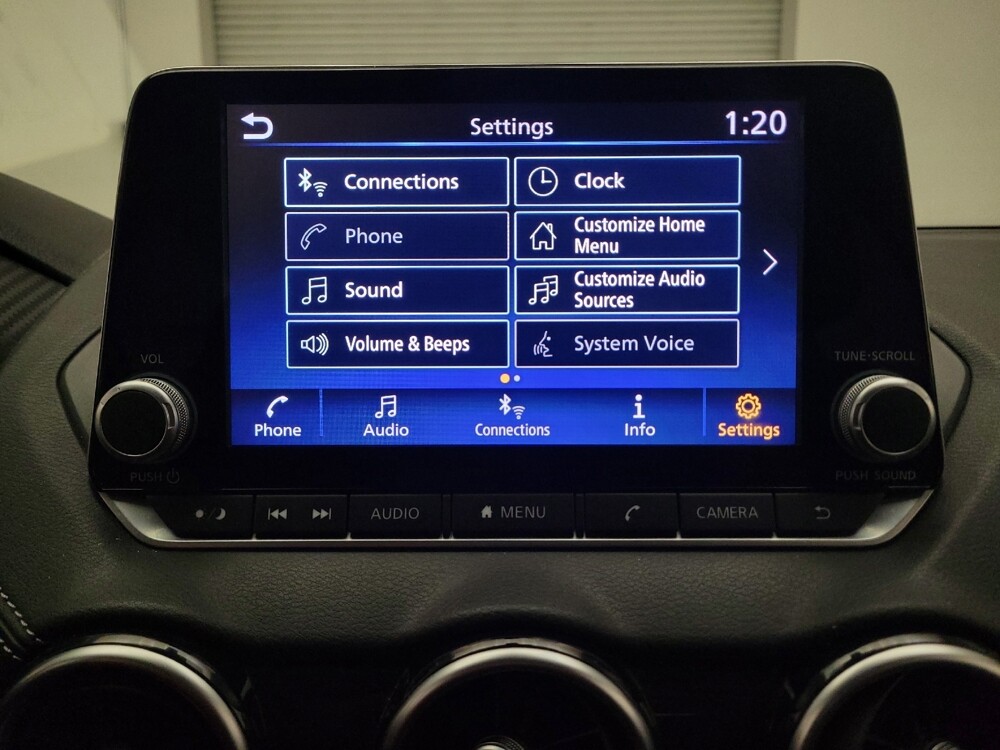 Settings
1:20
Connections
Clock
Phone
Customize Home
Menu
Sound
Customize Audio
Sources
Volume & Beeps
System Voice
VOL
TUNE·SCROLL
Phone
Audio
Connections
Info
Settings
PUSH
PUSH SOUND
AUDIO
MENU
CAMERA